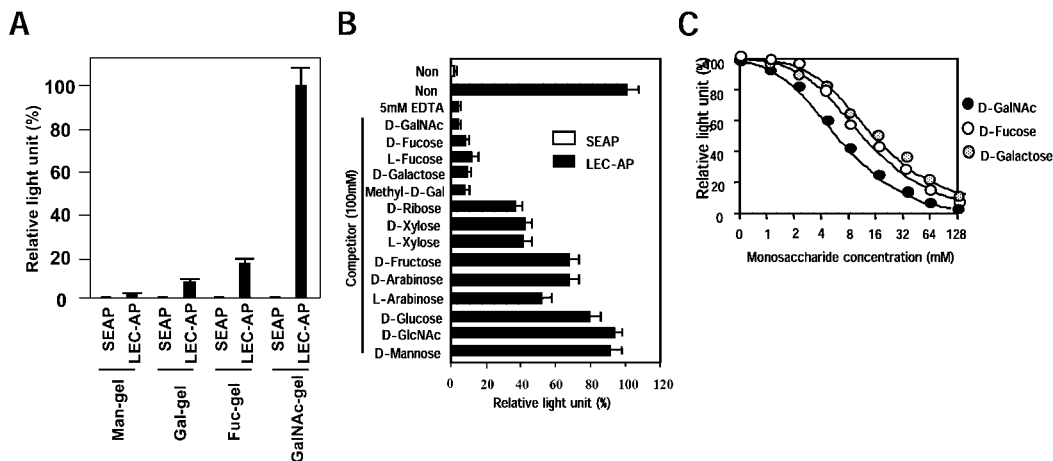 A
Relative light unit (%)
100
80
60
40
20
0
SEAP
LEC-AP
SEAP
LEC-AP
SEAP
LEC-AP
SEAP
LEC-AP
Man-gel
Gal-gel
Fuc-gel
GalNAc-gel
B
Non
Non
5mM EDTA
D-GalNAc
D-Fucose
L-Fucose
D-Galactose
Methyl-D-Gal
D-Ribose
D-Xylose
L-Xylose
D-Fructose
D-Arabinose
L-Arabinose
D-Glucose
D-GlcNAc
D-Mannose
Competitor (100mM)
SEAP
LEC-AP
0 20 40 60 80 100 120
Relative light unit (%)
C
Relative light unit (%)
100
80
60
40
20
0
0 1 2 4 8 16 32 64 128
Monosaccharide concentration (mM)
D-GalNAc
D-Fucose
D-Galactose